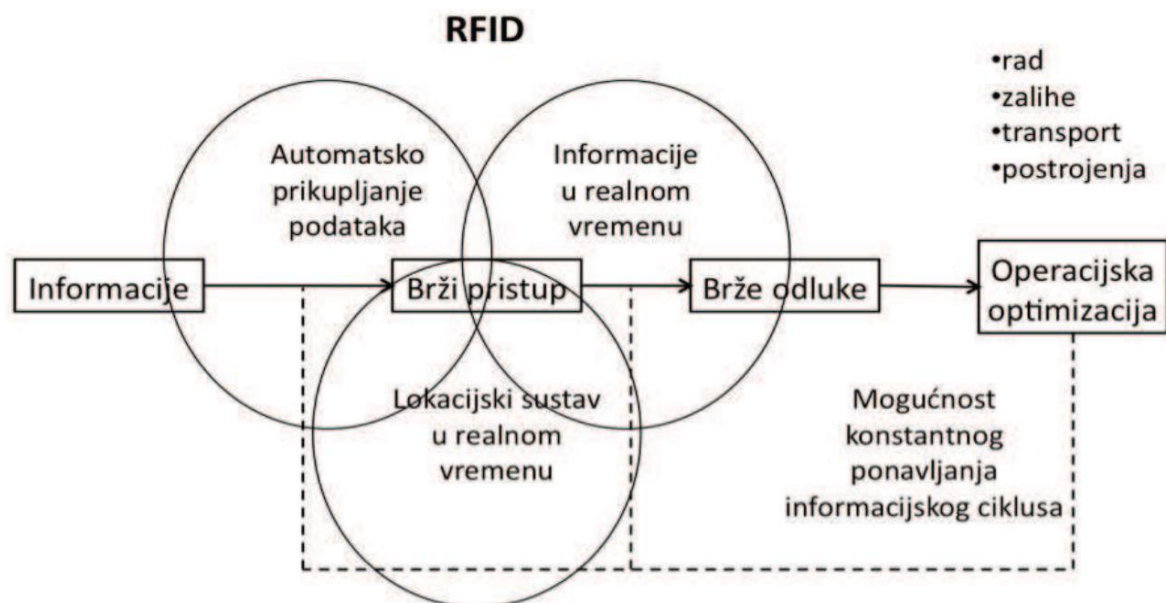 RFID
•rad
•zalihe
•transport
•postrojenja
Automatsko
prikupljanje
podataka
Informacije
u realnom
vremenu
Informacije
Brži pristup
Brže odluke
Operacijska
optimizacija
Lokacijski sustav
u realnom
vremenu
Mogućnost
konstantnog
ponavljanja
informacijskog ciklusa